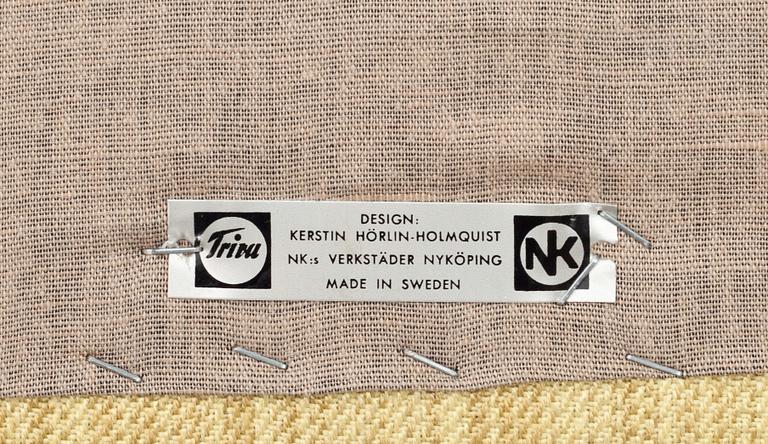 Triva
DESIGN:
KERSTIN HÖRLIN-HOLMQUIST
NK:s VERKSTÄDER NYKÖPING
MADE IN SWEDEN
NK